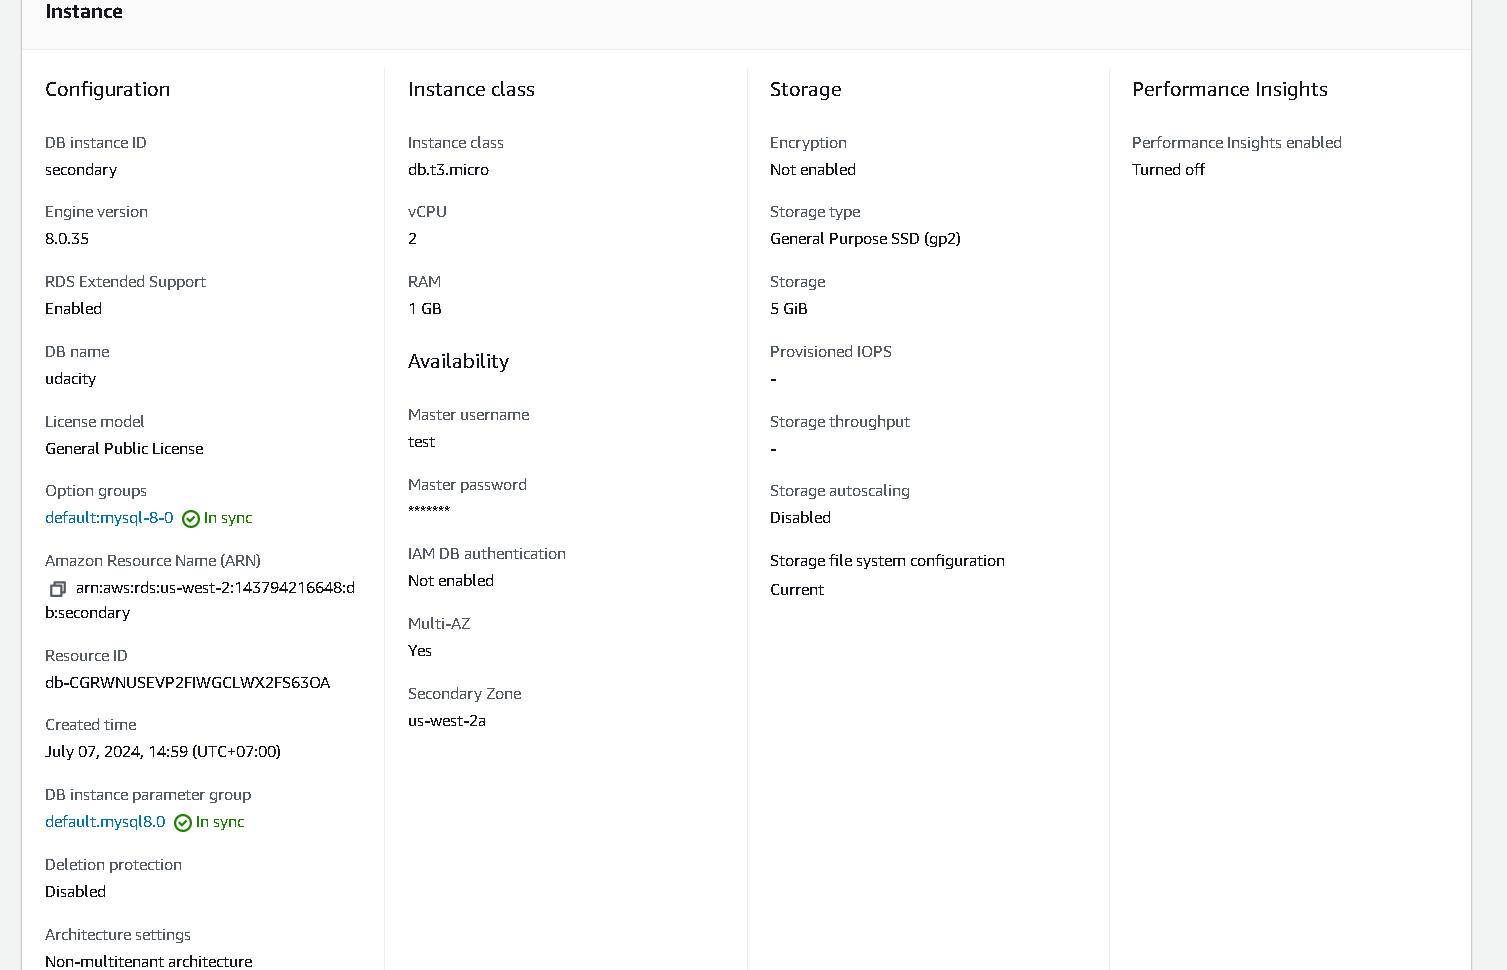 Instance
Configuration
DB instance ID
secondary
Engine version
8.0.35
RDS Extended Support
Enabled
DB name
udacity
License model
General Public License
Option groups
default:mysql-8-0 In sync
Amazon Resource Name (ARN)
arn:aws:rds:us-west-2:143794216648:d
b:secondary
Resource ID
db-CGRWNUSEVP2FIWGCLWX2FS63OA
Created time
July 07, 2024, 14:59 (UTC+07:00)
DB instance parameter group
default.mysql8.0 In sync
Deletion protection
Disabled
Architecture settings
Non-multitenant architecture
Instance class
Instance class
db.t3.micro
vCPU
2
RAM
1 GB
Availability
Master username
test
Master password
*******
IAM DB authentication
Not enabled
Multi-AZ
Yes
Secondary Zone
us-west-2a
Storage
Encryption
Not enabled
Storage type
General Purpose SSD (gp2)
Storage
5 GiB
Provisioned IOPS
-
Storage throughput
-
Storage autoscaling
Disabled
Storage file system configuration
Current
Performance Insights
Performance Insights enabled
Turned off